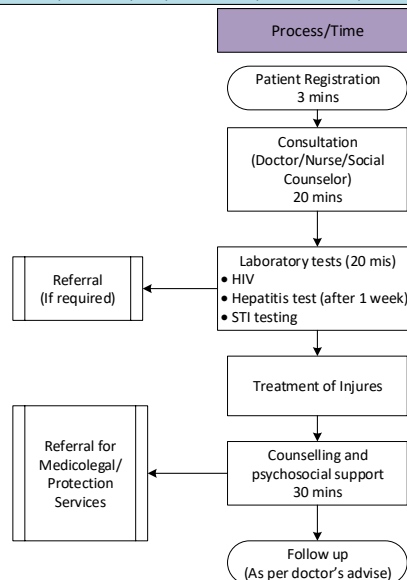 Process/Time
Patient Registration
3 mins
Consultation
(Doctor/Nurse/Social
Counselor)
20 mins
Laboratory tests (20 mis)
• HIV
• Hepatitis test (after 1 week)
• STI testing
Referral
(If required)
Treatment of Injures
Counselling and
psychosocial support
30 mins
Referral for
Medicolegal/
Protection
Services
Follow up
(As per doctor's advise)